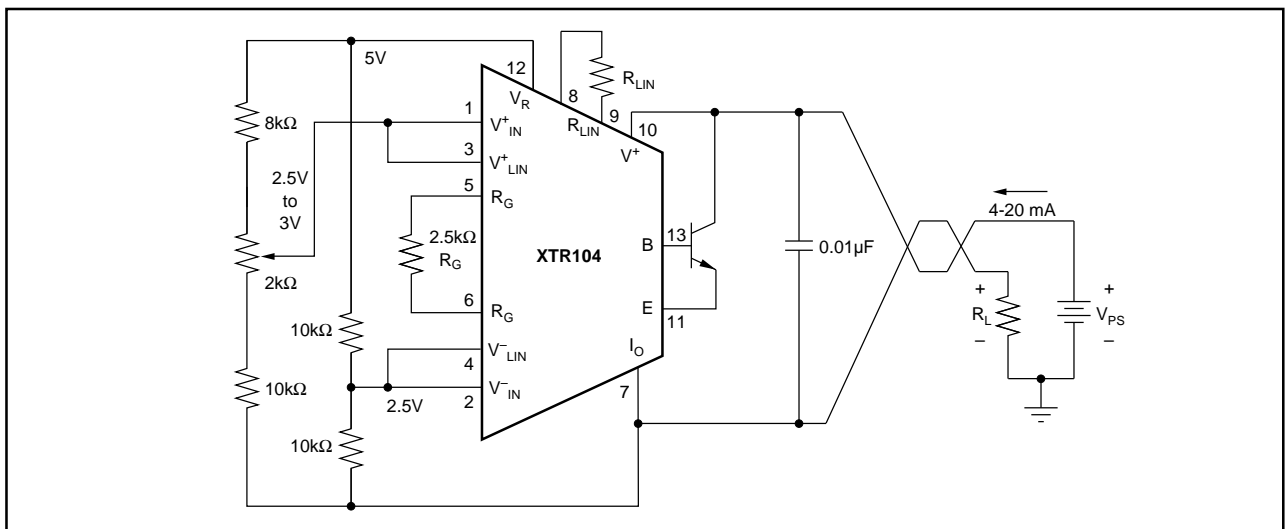 5V
12
V_R
8kΩ
2.5V
to
3V
2kΩ
10kΩ
10kΩ
10kΩ
2.5V
1
V⁺_IN
3
V⁺_LIN
5
R_G
2.5kΩ
R_G
6
R_G
V⁻_LIN
4
V⁻_IN
2
XTR104
8
R_LIN
R_LIN
9
10
V⁺
B
13
E
11
I_O
7
0.01µF
4-20 mA
+
R_L
–
+
V_PS
–